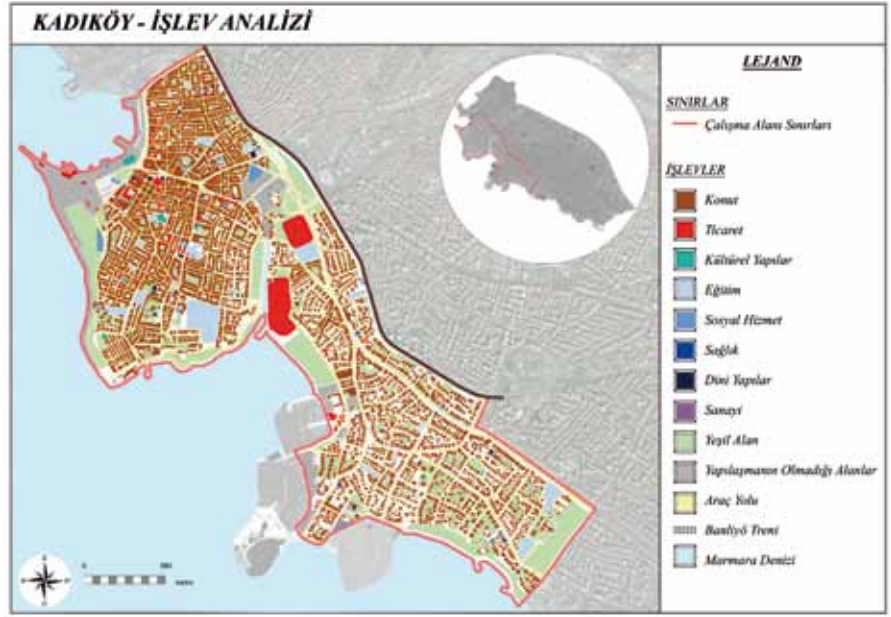 KADIKÖY - İŞLEV ANALİZİ
LEJAND
SINIRLAR
Çalışma Alanı Sınırları
İŞLEVLER
Konut
Ticaret
Kültürel Yapılar
Eğitim
Sosyal Hizmet
Sağlık
Dini Yapılar
Sanayi
Yeşil Alan
Yapılaşmanın Olmadığı Alanlar
Araç Yolu
Banliyö Treni
Marmara Denizi
0